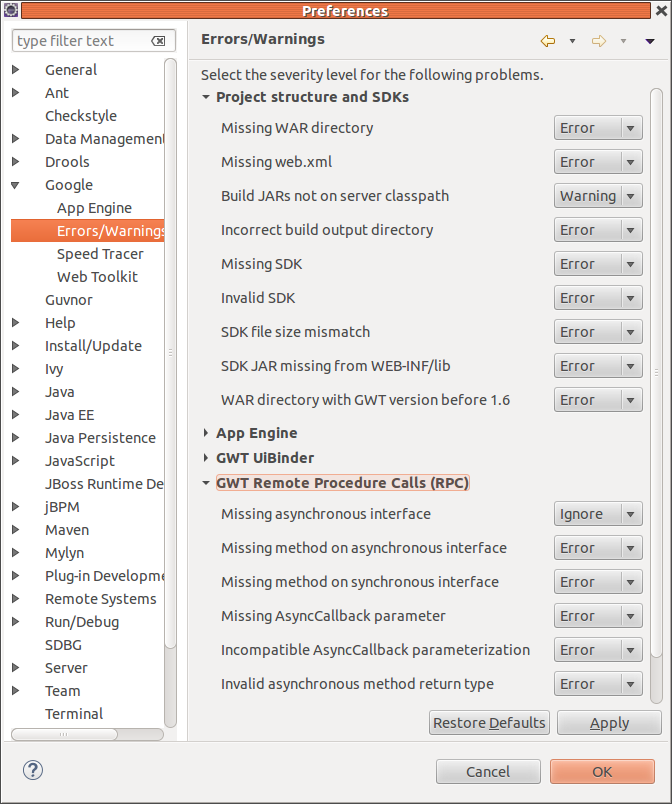 Preferences
type filter text
General
Ant
Checkstyle
Data Management
Drools
Google
App Engine
Errors/Warnings
Speed Tracer
Web Toolkit
Guvnor
Help
Install/Update
Ivy
Java
Java EE
Java Persistence
JavaScript
JBoss Runtime De
jBPM
Maven
Mylyn
Plug-in Developme
Remote Systems
Run/Debug
SDBG
Server
Team
Terminal
Errors/Warnings
Select the severity level for the following problems.
Project structure and SDKs
Missing WAR directory Error
Missing web.xml Error
Build JARs not on server classpath Warning
Incorrect build output directory Error
Missing SDK Error
Invalid SDK Error
SDK file size mismatch Error
SDK JAR missing from WEB-INF/lib Error
WAR directory with GWT version before 1.6 Error
App Engine
GWT UiBinder
GWT Remote Procedure Calls (RPC)
Missing asynchronous interface Ignore
Missing method on asynchronous interface Error
Missing method on synchronous interface Error
Missing AsyncCallback parameter Error
Incompatible AsyncCallback parameterization Error
Invalid asynchronous method return type Error
Restore Defaults Apply
? Cancel OK